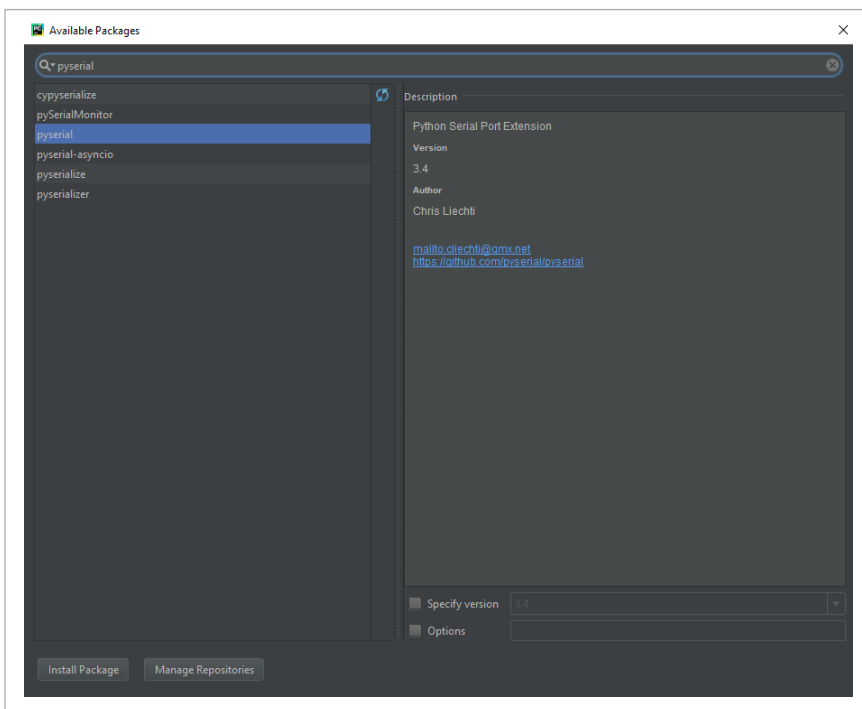 Available Packages
pyserial
cypyserialize
pySerialMonitor
pyserial
pyserial-asyncio
pyserialize
pyserializer
Description
Python Serial Port Extension
Version
3.4
Author
Chris Liechti
mailto:cliechti@gmx.net
https://github.com/pyserial/pyserial
Specify version
3.4
Options
Install Package
Manage Repositories